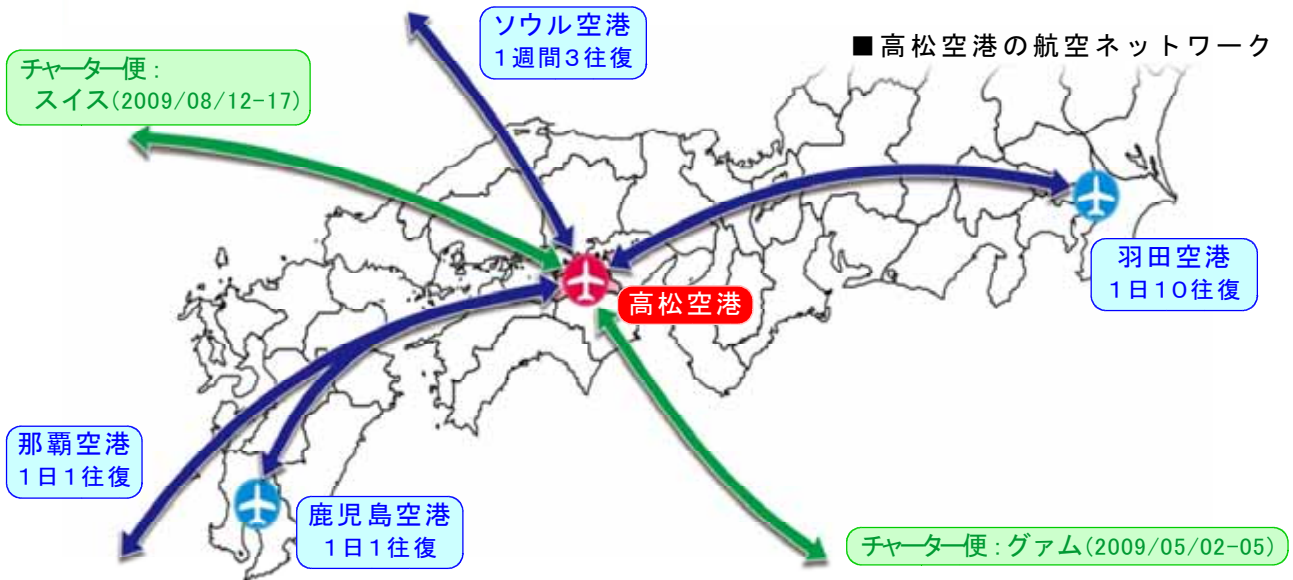 ■高松空港の航空ネットワーク
ソウル空港
1週間3往復
チャーター便：
スイス(2009/08/12-17)
羽田空港
1日10往復
高松空港
那覇空港
1日1往復
鹿児島空港
1日1往復
チャーター便：グァム(2009/05/02-05)